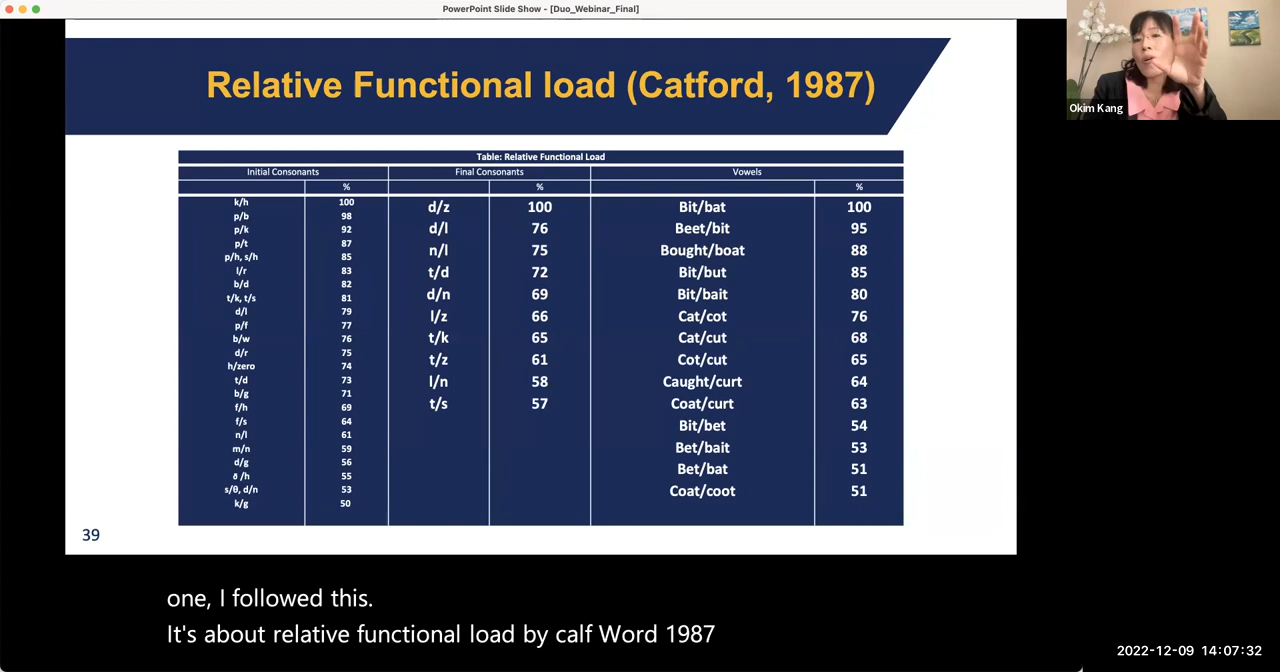 PowerPoint Slide Show - [Duo_Webinar_Final]
Relative Functional load (Catford, 1987)
Table: Relative Functional Load
Initial Consonants Final Consonants Vowels
% % %
k/h 100
p/b 98
p/k 92
p/t 87
p/h, s/h 85
l/r 83
b/d 82
t/k, t/s 81
d/l 79
p/f 77
b/w 76
d/r 75
h/zero 74
t/d 73
b/g 71
f/h 69
f/s 64
n/l 61
m/n 59
d/g 56
ð/h 55
s/θ, d/n 53
k/g 50
d/z 100
d/l 76
n/l 75
t/d 72
d/n 69
l/z 66
t/k 65
t/z 61
l/n 58
t/s 57
Bit/bat 100
Beet/bit 95
Bought/boat 88
Bit/but 85
Bit/bait 80
Cat/cot 76
Cat/cut 68
Cot/cut 65
Caught/curt 64
Coat/curt 63
Bit/bet 54
Bet/bait 53
Bet/bat 51
Coat/coot 51
39
Okim Kang
one, I followed this.
It's about relative functional load by calf Word 1987
2022-12-09 14:07:32